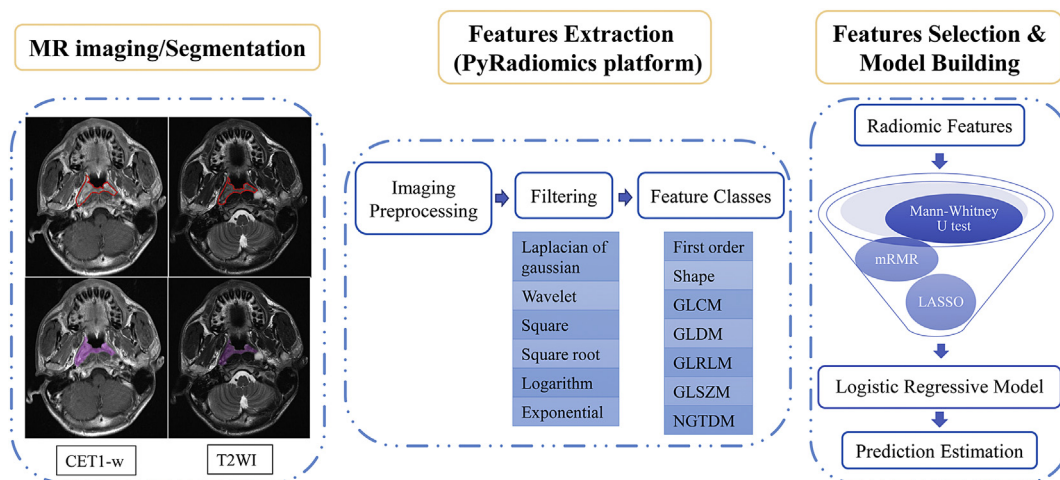 MR imaging/Segmentation
CET1-w
T2WI
Features Extraction
(PyRadiomics platform)
Imaging
Preprocessing
Filtering
Feature Classes
Laplacian of
gaussian
Wavelet
Square
Square root
Logarithm
Exponential
First order
Shape
GLCM
GLDM
GLRLM
GLSZM
NGTDM
Features Selection &
Model Building
Radiomic Features
Mann-Whitney
U test
mRMR
LASSO
Logistic Regressive Model
Prediction Estimation